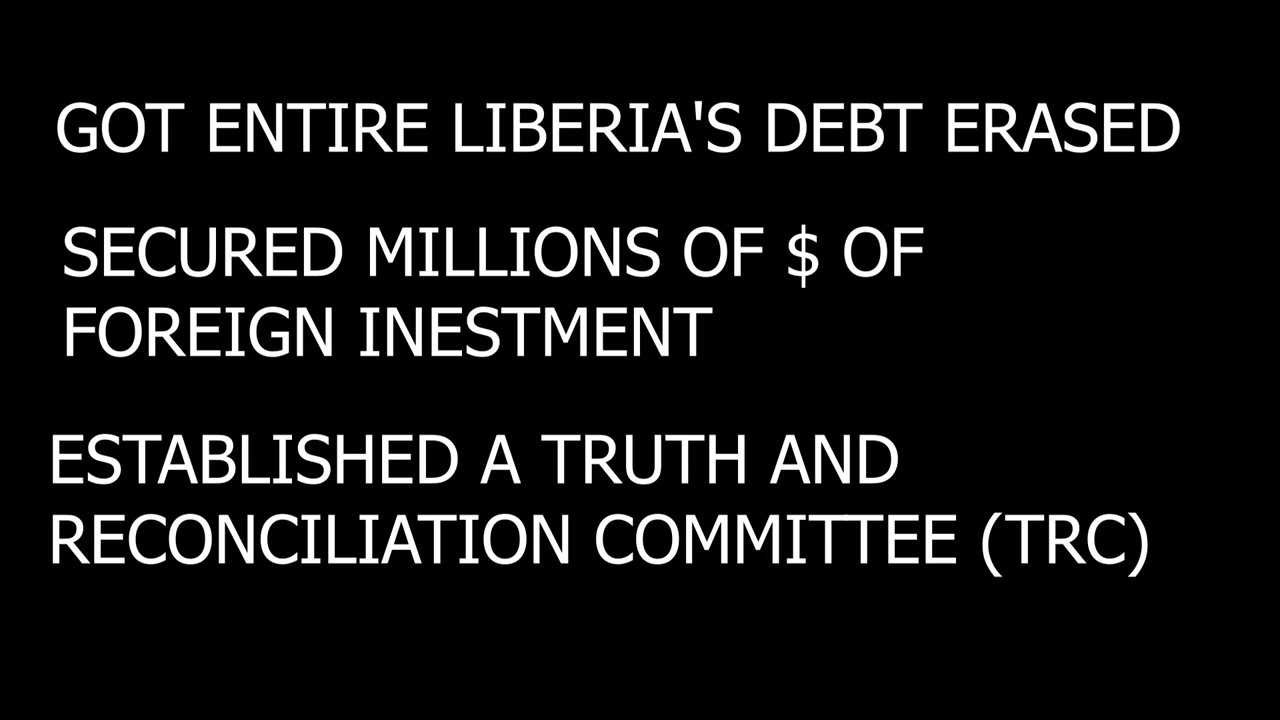 GOT ENTIRE LIBERIA'S DEBT ERASED
SECURED MILLIONS OF $ OF
FOREIGN INESTMENT
ESTABLISHED A TRUTH AND
RECONCILIATION COMMITTEE (TRC)